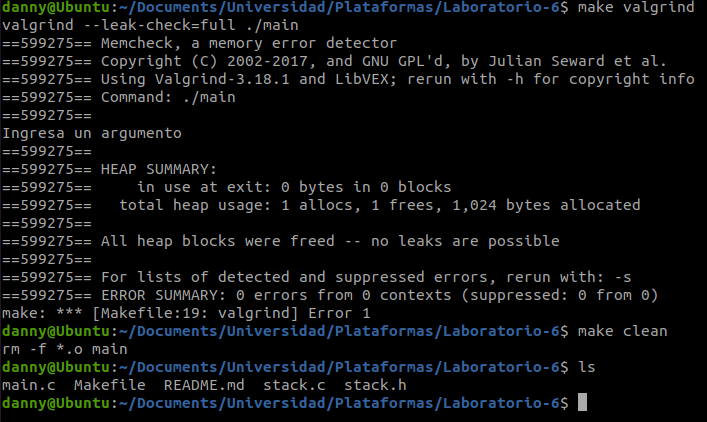 danny@Ubuntu:~/Documents/Universidad/Plataformas/Laboratorio-6$ make valgrind
valgrind --leak-check=full ./main
==599275== Memcheck, a memory error detector
==599275== Copyright (C) 2002-2017, and GNU GPL'd, by Julian Seward et al.
==599275== Using Valgrind-3.18.1 and LibVEX; rerun with -h for copyright info
==599275== Command: ./main
==599275==
Ingresa un argumento
==599275==
==599275== HEAP SUMMARY:
==599275==     in use at exit: 0 bytes in 0 blocks
==599275==   total heap usage: 1 allocs, 1 frees, 1,024 bytes allocated
==599275==
==599275== All heap blocks were freed -- no leaks are possible
==599275==
==599275== For lists of detected and suppressed errors, rerun with: -s
==599275== ERROR SUMMARY: 0 errors from 0 contexts (suppressed: 0 from 0)
make: *** [Makefile:19: valgrind] Error 1
danny@Ubuntu:~/Documents/Universidad/Plataformas/Laboratorio-6$ make clean
rm -f *.o main
danny@Ubuntu:~/Documents/Universidad/Plataformas/Laboratorio-6$ ls
main.c  Makefile  README.md  stack.c  stack.h
danny@Ubuntu:~/Documents/Universidad/Plataformas/Laboratorio-6$